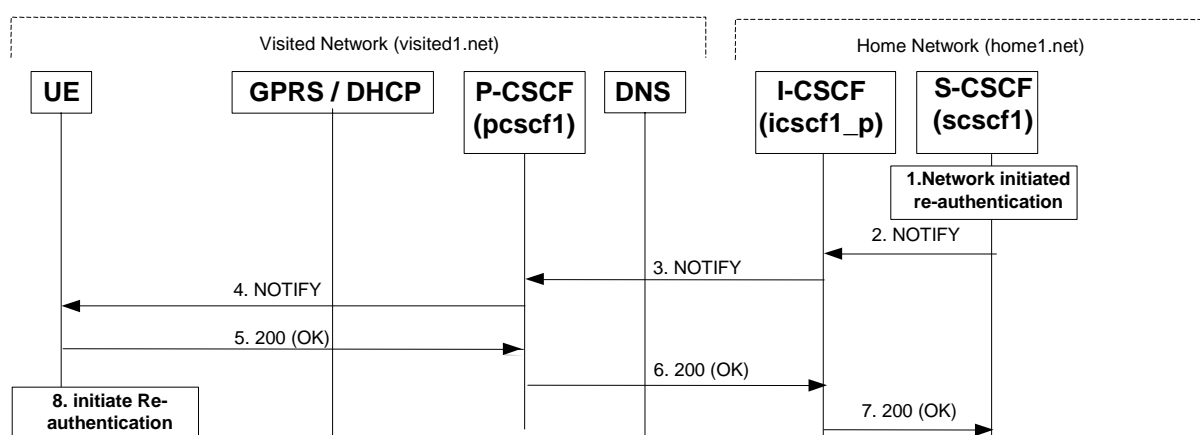 Visited Network (visited1.net)
Home Network (home1.net)
UE
GPRS / DHCP
P-CSCF
(pcscf1)
DNS
I-CSCF
(icscf1_p)
S-CSCF
(scscf1)
1.Network initiated
re-authentication
2. NOTIFY
3. NOTIFY
4. NOTIFY
5. 200 (OK)
6. 200 (OK)
7. 200 (OK)
8. initiate Re-
authentication